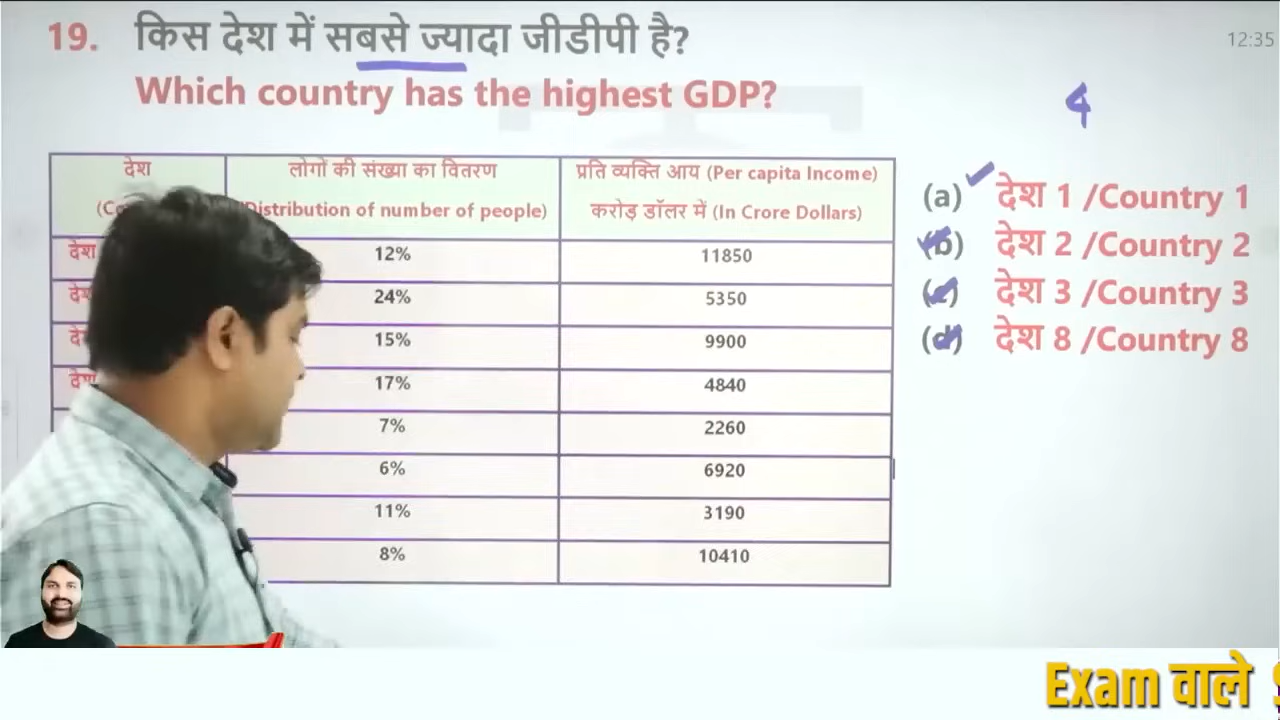 19. किस देश में सबसे ज्यादा जीडीपी है?
12:35
Which country has the highest GDP?
4
देश लोगों की संख्या का वितरण प्रति व्यक्ति आय (Per capita Income)
Distribution of number of people) करोड़ डॉलर में (In Crore Dollars)
देश 12% 11850
24% 5350
15% 9900
17% 4840
7% 2260
6% 6920
11% 3190
8% 10410
(a) देश 1 /Country 1
(b) देश 2 /Country 2
(c) देश 3 /Country 3
(d) देश 8 /Country 8
Exam वाले